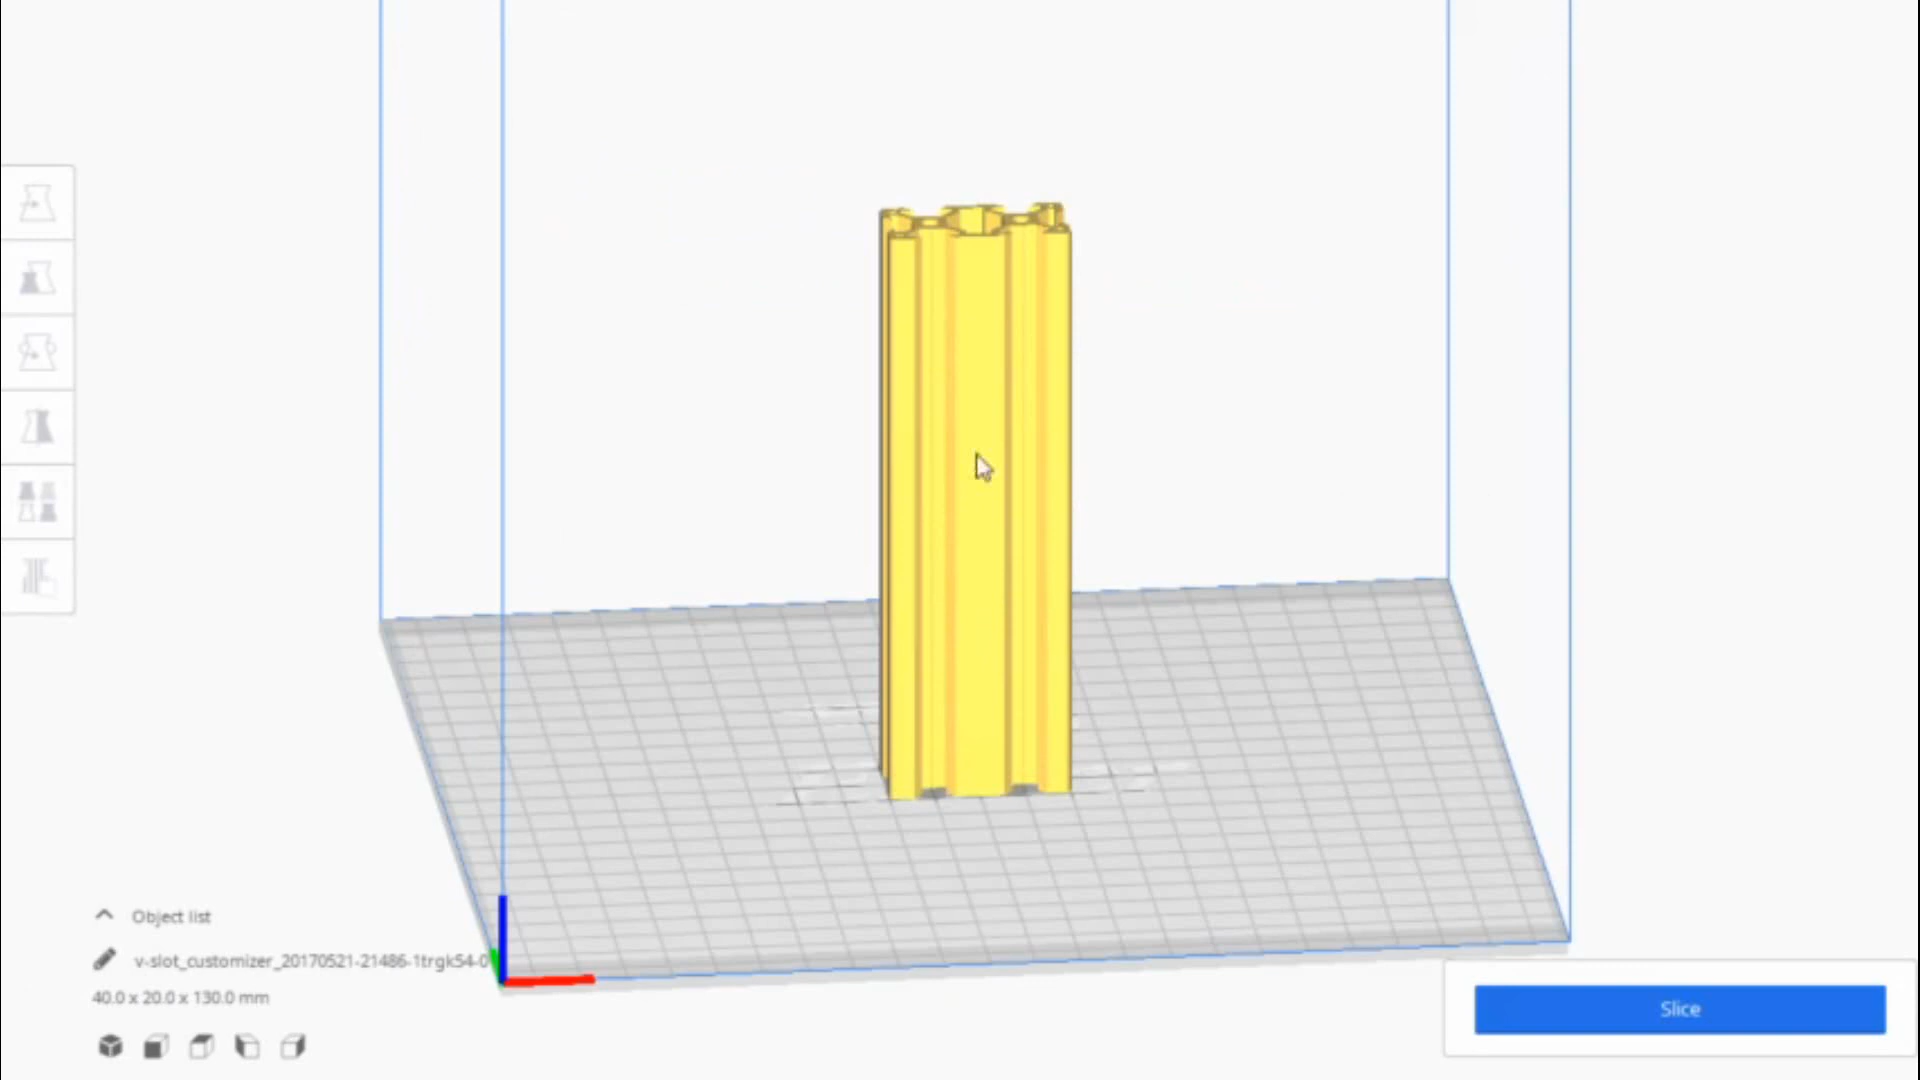 Object list
v-slot_customizer_20170521-21486-1trgk54-0
40.0 x 20.0 x 130.0 mm
Slice